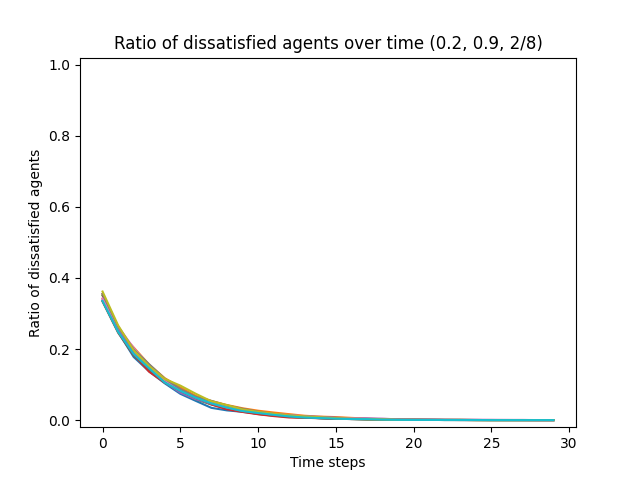 Ratio of dissatisfied agents over time (0.2, 0.9, 2/8)
1.0
0.8
0.6
0.4
0.2
0.0
Ratio of dissatisfied agents
0 5 10 15 20 25 30
Time steps